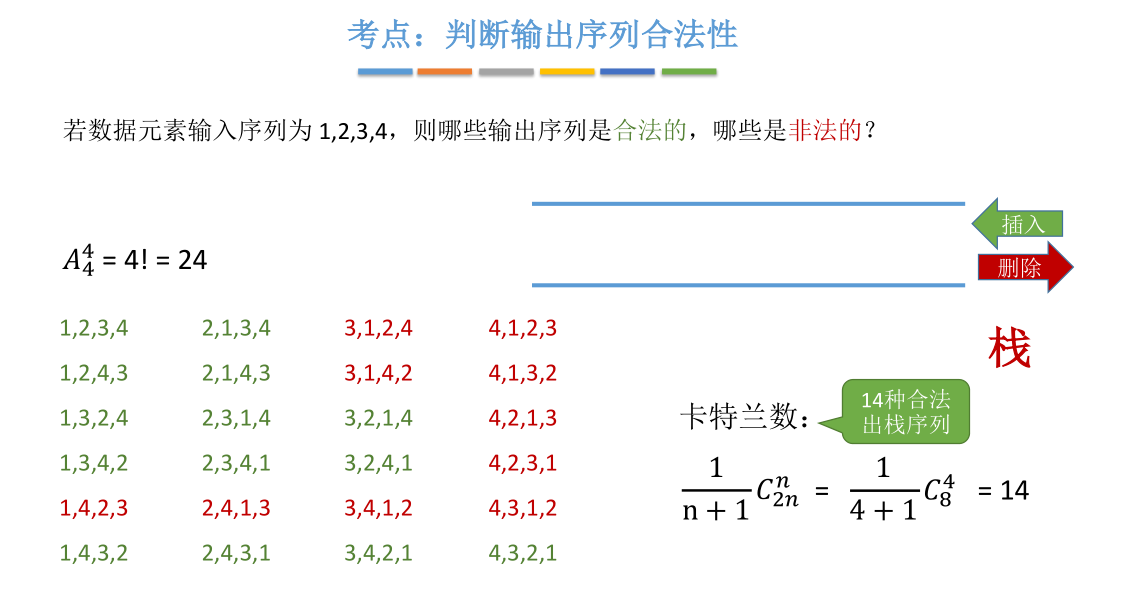 考点：判断输出序列合法性
若数据元素输入序列为 1,2,3,4，则哪些输出序列是合法的，哪些是非法的？
插入
删除
A₄⁴ = 4! = 24
栈
1,2,3,4 2,1,3,4 3,1,2,4 4,1,2,3
1,2,4,3 2,1,4,3 3,1,4,2 4,1,3,2
1,3,2,4 2,3,1,4 3,2,1,4 4,2,1,3
1,3,4,2 2,3,4,1 3,2,4,1 4,2,3,1
1,4,2,3 2,4,1,3 3,4,1,2 4,3,1,2
1,4,3,2 2,4,3,1 3,4,2,1 4,3,2,1
14种合法
出栈序列
卡特兰数：
1/(n + 1) C₂ₙⁿ = 1/(4 + 1) C₈⁴ = 14